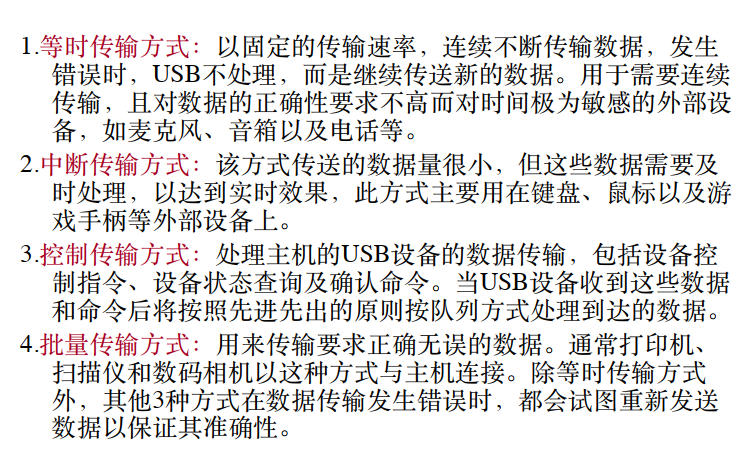 1.等时传输方式：以固定的传输速率，连续不断传输数据，发生
错误时，USB不处理，而是继续传送新的数据。用于需要连续
传输，且对数据的正确性要求不高而对时间极为敏感的外部设
备，如麦克风、音箱以及电话等。
2.中断传输方式：该方式传送的数据量很小，但这些数据需要及
时处理，以达到实时效果，此方式主要用在键盘、鼠标以及游
戏手柄等外部设备上。
3.控制传输方式：处理主机的USB设备的数据传输，包括设备控
制指令、设备状态查询及确认命令。当USB设备收到这些数据
和命令后将按照先进先出的原则按队列方式处理到达的数据。
4.批量传输方式：用来传输要求正确无误的数据。通常打印机、
扫描仪和数码相机以这种方式与主机连接。除等时传输方式
外，其他3种方式在数据传输发生错误时，都会试图重新发送
数据以保证其准确性。